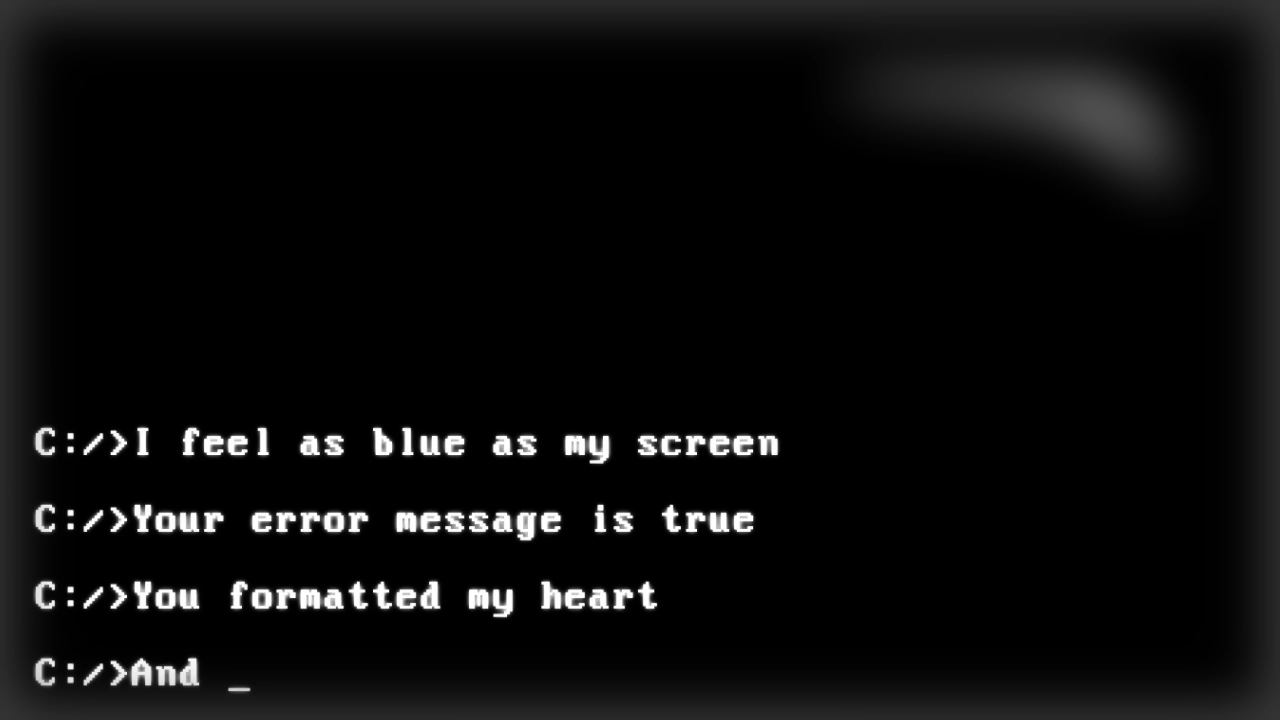 C:/>I feel as blue as my screen
C:/>Your error message is true
C:/>You formatted my heart
C:/>And _